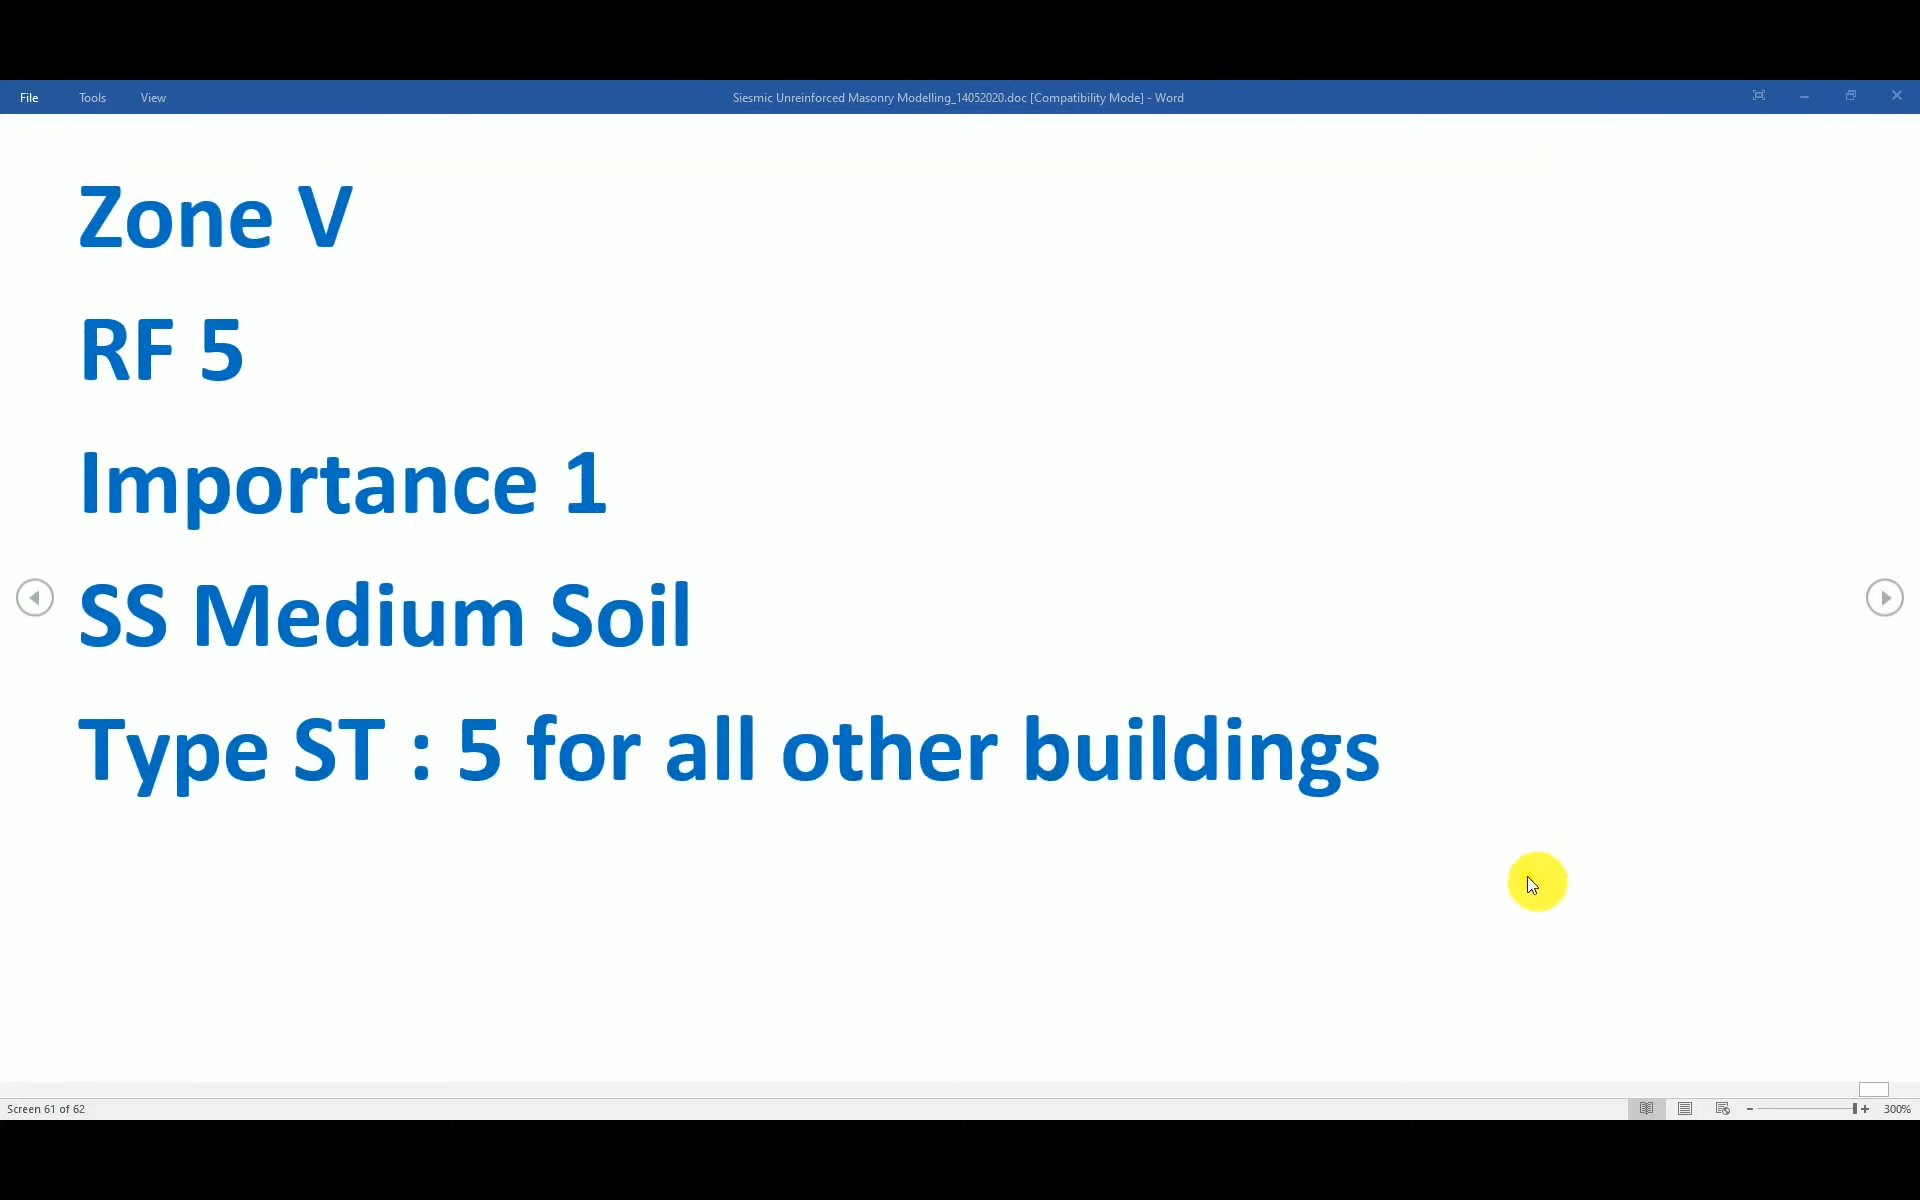 File Tools View Siesmic Unreinforced Masonry Modelling_14052020.doc [Compatibility Mode] - Word
Zone V
RF 5
Importance 1
SS Medium Soil
Type ST : 5 for all other buildings
Screen 61 of 62 300%